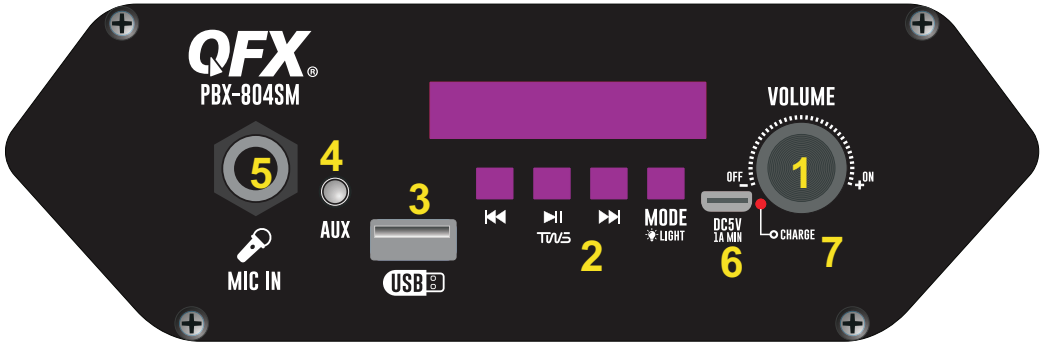 QFX®
PBX-804SM
VOLUME
5
4
3
1
OFF
- + ON
AUX
MODE
LIGHT
TWS
2
DC5V
1A MIN
CHARGE
6
7
MIC IN
USB